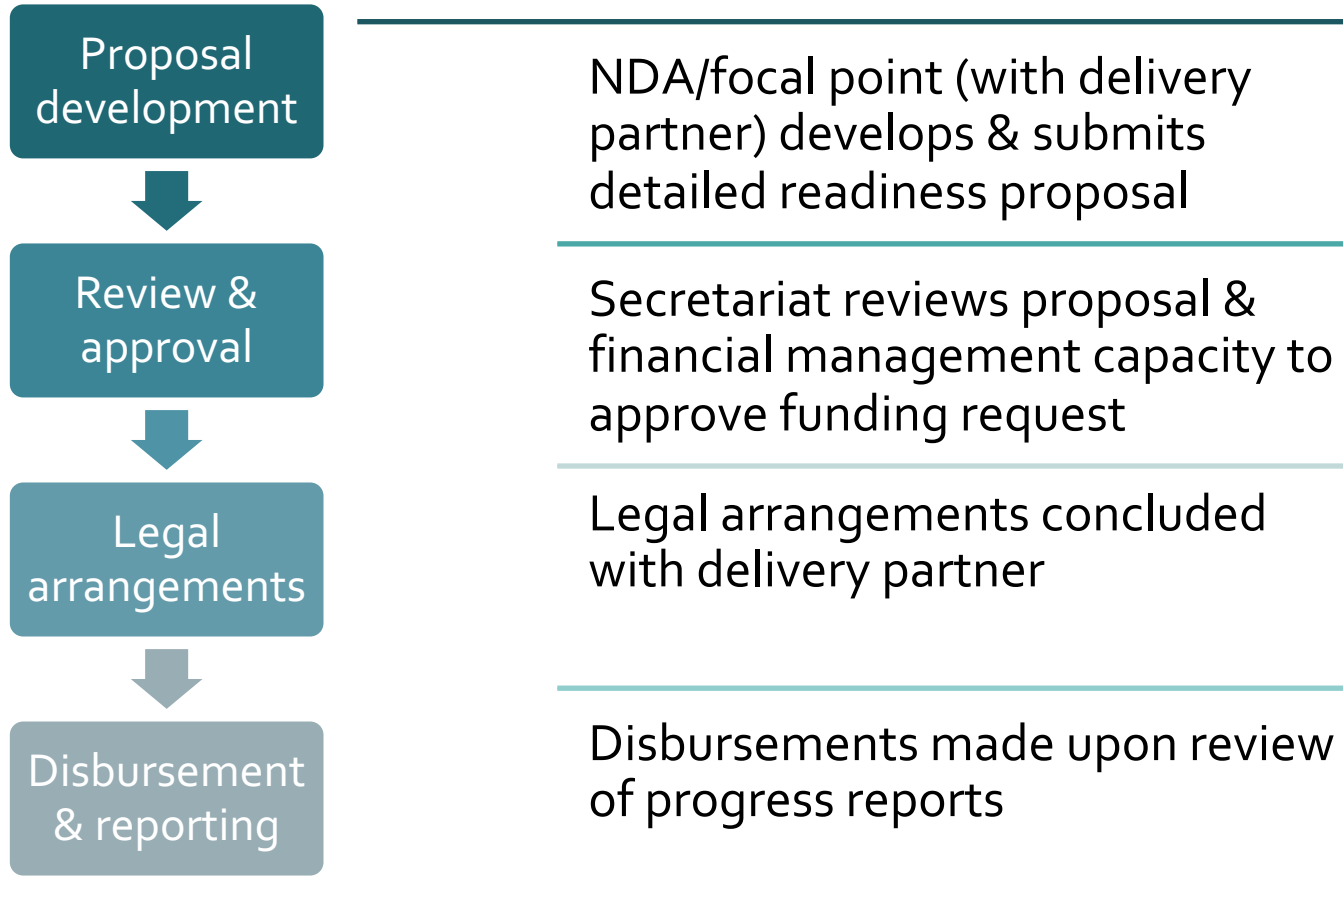 Proposal
development
NDA/focal point (with delivery
partner) develops & submits
detailed readiness proposal
Review &
approval
Secretariat reviews proposal &
financial management capacity to
approve funding request
Legal
arrangements
Legal arrangements concluded
with delivery partner
Disbursement
& reporting
Disbursements made upon review
of progress reports